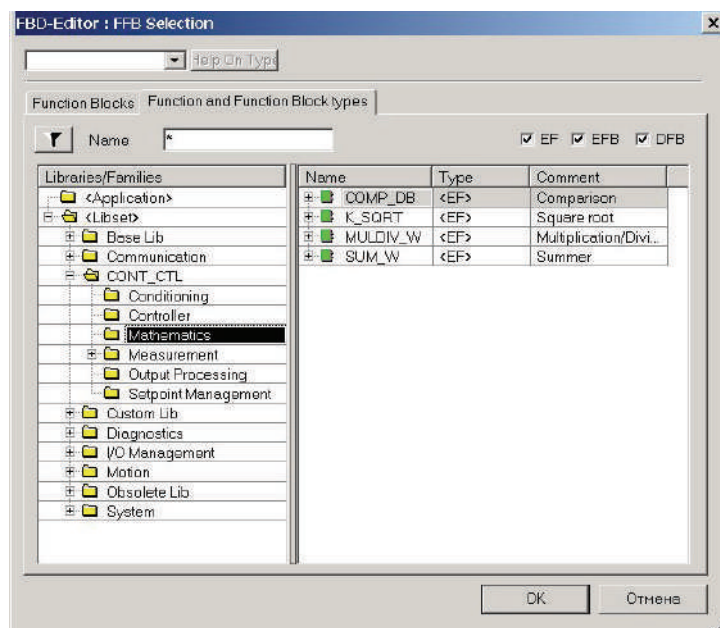 FBD-Editor : FFB Selection
Help On Type
Function Blocks Function and Function Block types
Name * EF EFB DFB
Libraries/Families Name Type Comment
<Application> COMP_DB <EF> Comparison
<Libset> K_SQRT <EF> Square root
Base Lib MULDIV_W <EF> Multiplication/Divi...
Communication SUM_W <EF> Summer
CONT_CTL
Conditioning
Controller
Mathematics
Measurement
Output Processing
Setpoint Management
Custom Lib
Diagnostics
I/O Management
Motion
Obsolete Lib
System
OK Отмена